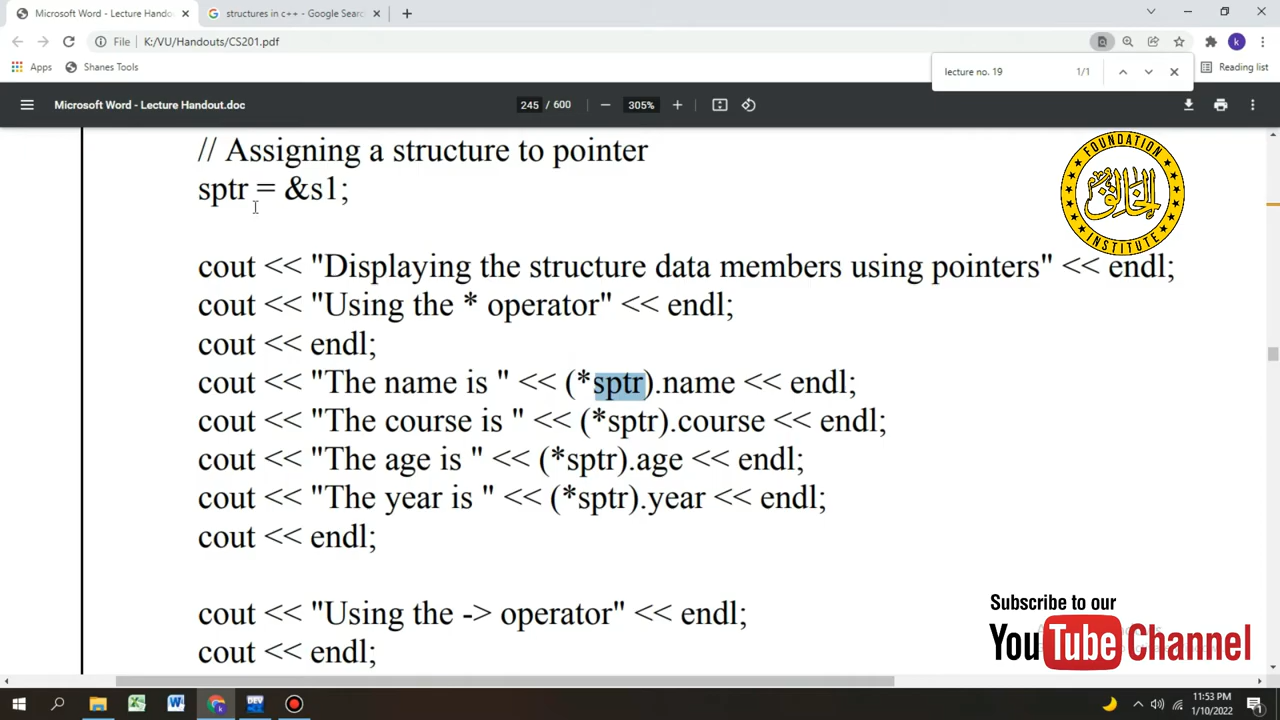 Microsoft Word - Lecture Handou
structures in c++ - Google Searc
File
K:/VU/Handouts/CS201.pdf
lecture no. 19
1/1
Apps
Shanes Tools
Reading list
Microsoft Word - Lecture Handout.doc
245 / 600
305%
// Assigning a structure to pointer
sptr = &s1;
cout << "Displaying the structure data members using pointers" << endl;
cout << "Using the * operator" << endl;
cout << endl;
cout << "The name is " << (*sptr).name << endl;
cout << "The course is " << (*sptr).course << endl;
cout << "The age is " << (*sptr).age << endl;
cout << "The year is " << (*sptr).year << endl;
cout << endl;
cout << "Using the -> operator" << endl;
cout << endl;
FOUNDATION
INSTITUTE
Subscribe to our
YouTube Channel
DEV
11:53 PM
1/10/2022